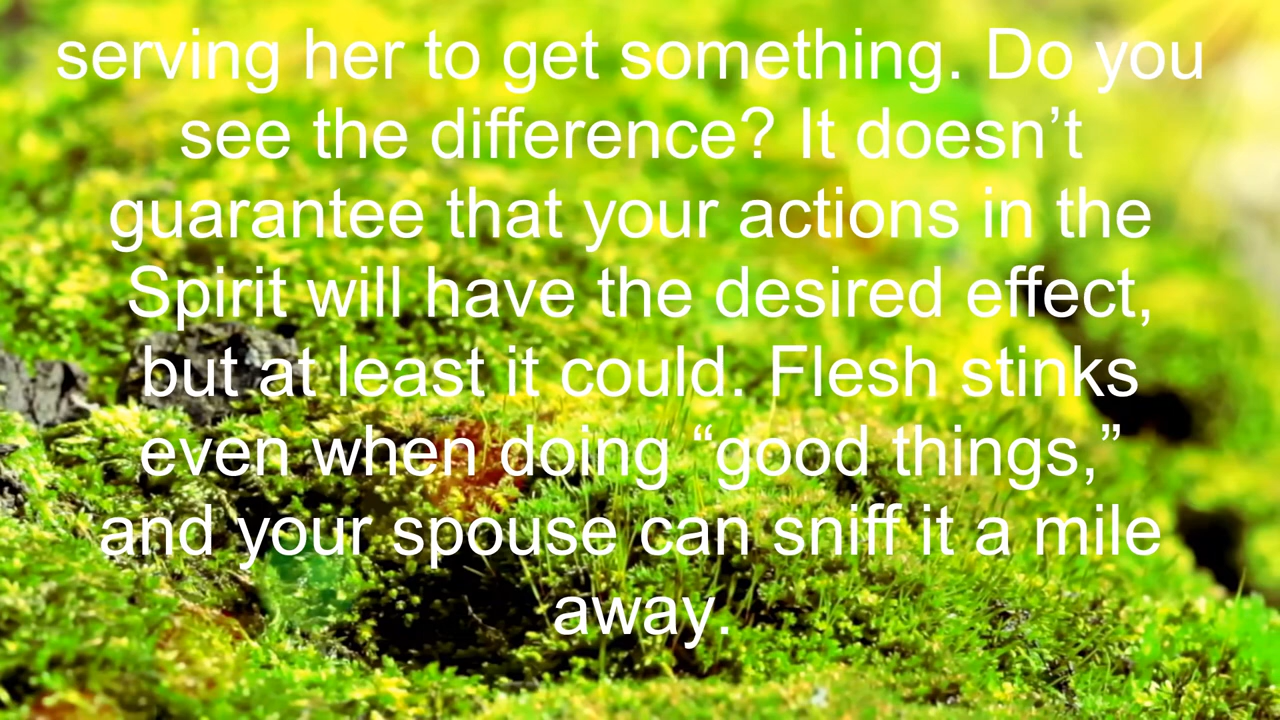 serving her to get something. Do you
see the difference? It doesn’t
guarantee that your actions in the
Spirit will have the desired effect,
but at least it could. Flesh stinks
even when doing “good things,”
and your spouse can sniff it a mile
away.